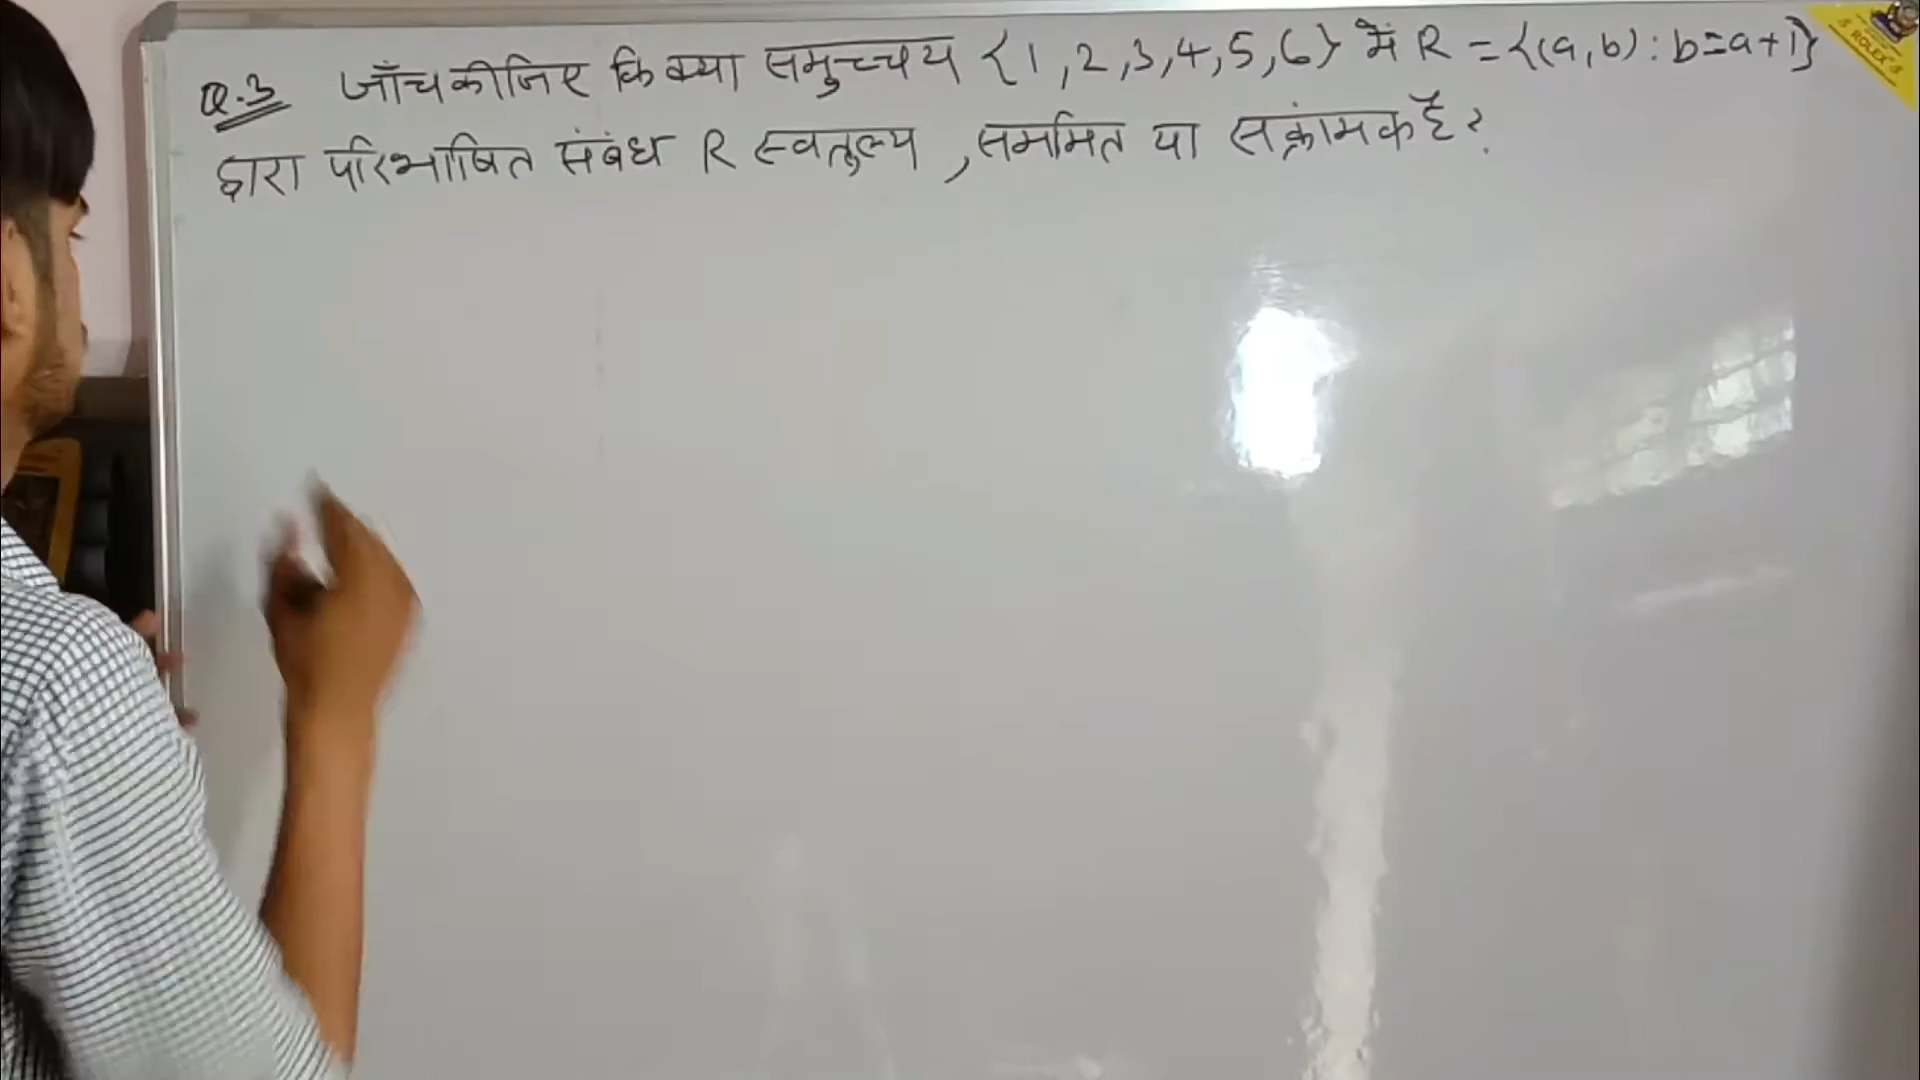 Q.3 जाँच कीजिए कि क्या समुच्चय {1,2,3,4,5,6} में R = {(a,b) : b=a+1}
द्वारा परिभाषित संबंध R स्वतुल्य , सममित या संक्रामक है ?